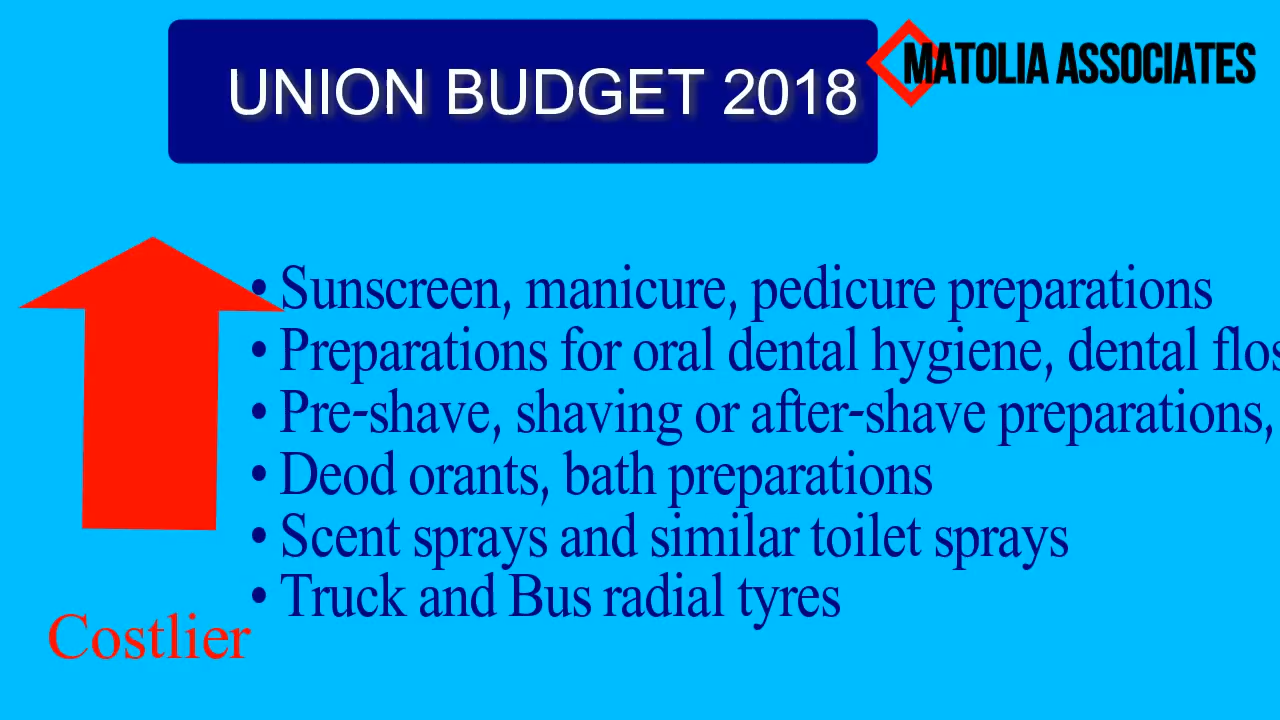 UNION BUDGET 2018
MATOLIA ASSOCIATES
• Sunscreen, manicure, pedicure preparations
• Preparations for oral dental hygiene, dental
• Pre-shave, shaving or after-shave preparations,
• Deod orants, bath preparations
• Scent sprays and similar toilet sprays
• Truck and Bus radial tyres
Costlier